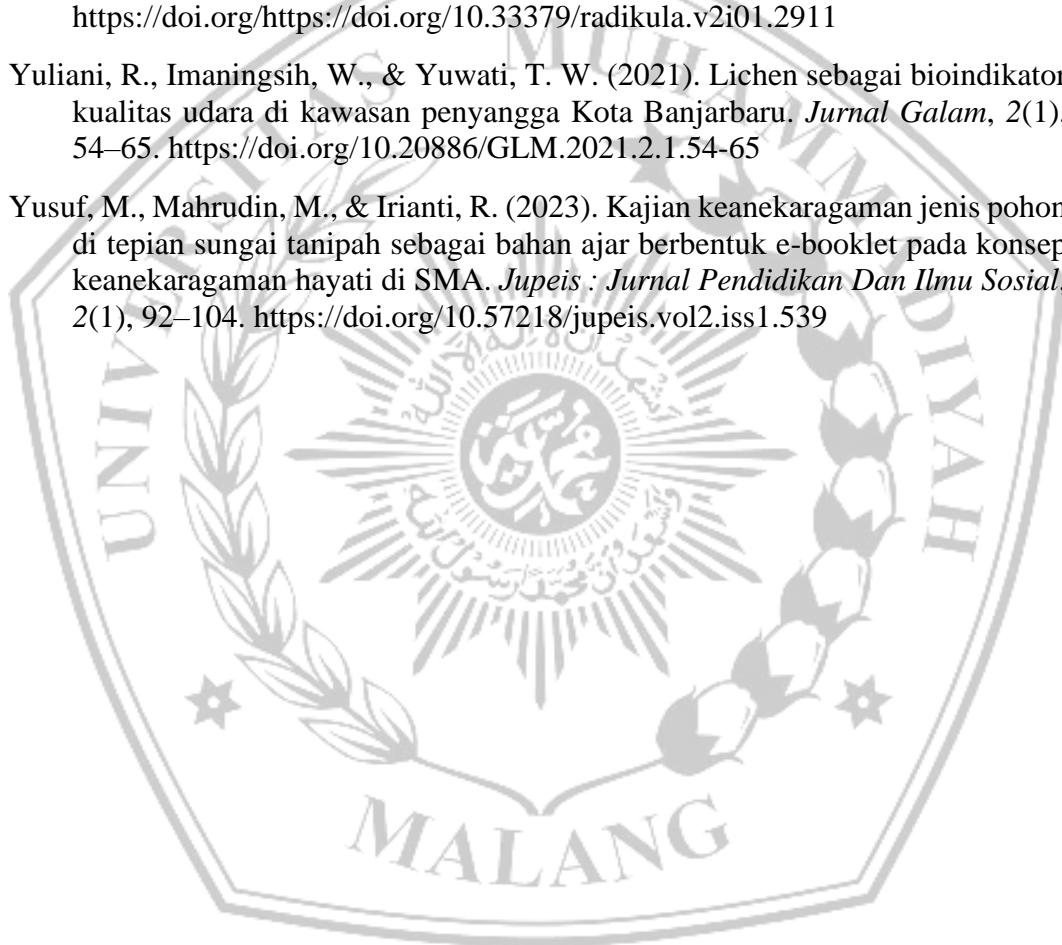 https://doi.org/https://doi.org/10.33379/radikula.v2i01.2911
Yuliani, R., Imaningsih, W., & Yuwati, T. W. (2021). Lichen sebagai bioindikator
kualitas udara di kawasan penyangga Kota Banjarbaru. Jurnal Galam, 2(1),
54–65. https://doi.org/10.20886/GLM.2021.2.1.54-65
Yusuf, M., Mahrudin, M., & Irianti, R. (2023). Kajian keanekaragaman jenis pohon
di tepian sungai tanipah sebagai bahan ajar berbentuk e-booklet pada konsep
keanekaragaman hayati di SMA. Jupeis : Jurnal Pendidikan Dan Ilmu Sosial,
2(1), 92–104. https://doi.org/10.57218/jupeis.vol2.iss1.539
UNIVERSITAS MUHAMMADIYAH
MALANG